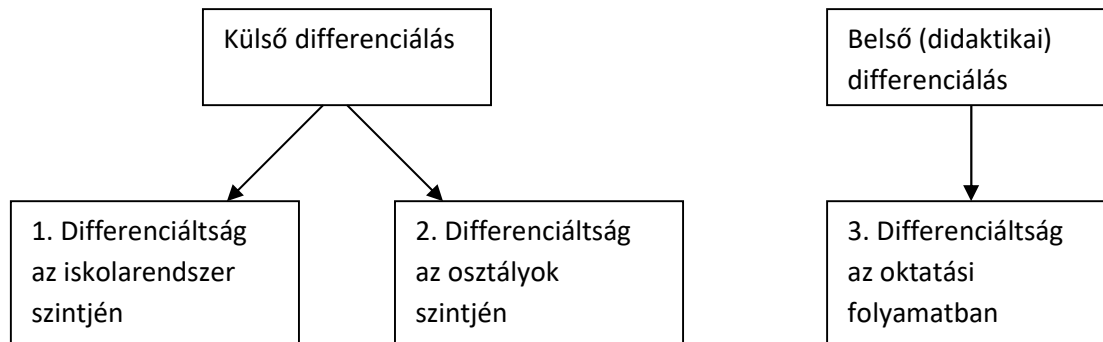 Külső differenciálás
Belső (didaktikai)
differenciálás
1. Differenciáltság
az iskolarendszer
szintjén
2. Differenciáltság
az osztályok
szintjén
3. Differenciáltság
az oktatási
folyamatban